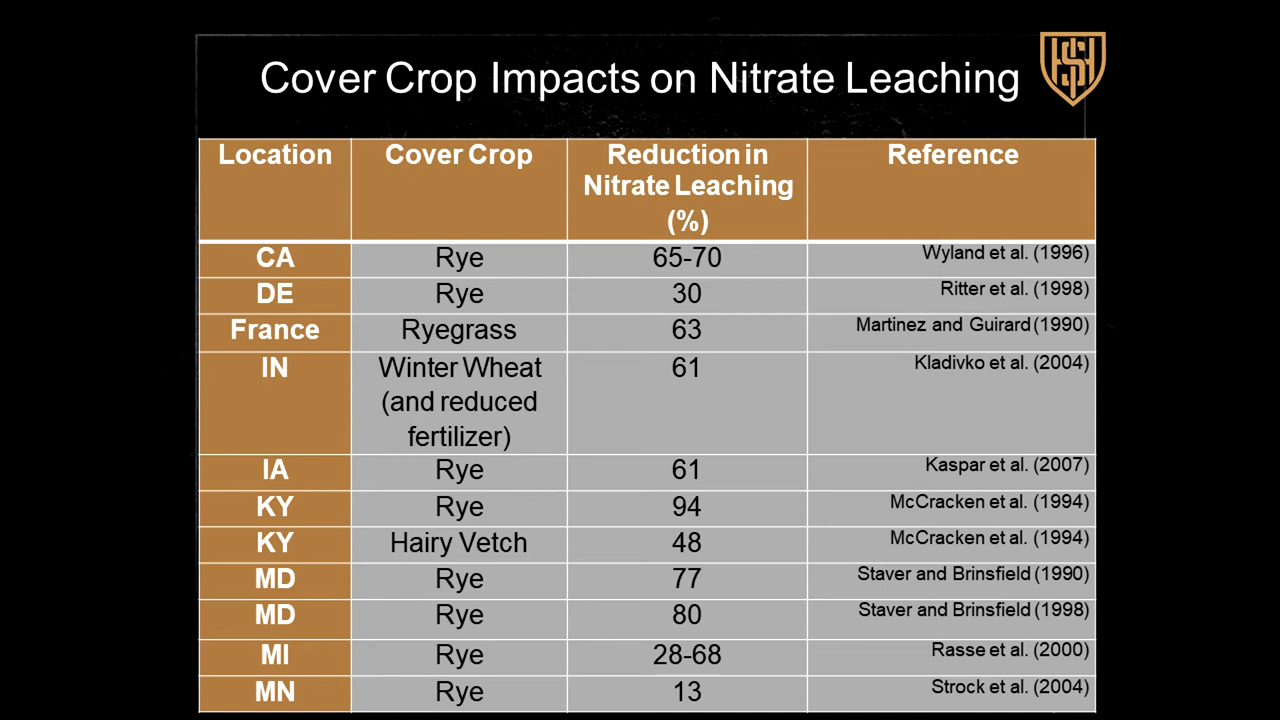 Cover Crop Impacts on Nitrate Leaching
Location Cover Crop Reduction in Nitrate Leaching (%) Reference
CA Rye 65-70 Wyland et al. (1996)
DE Rye 30 Ritter et al. (1998)
France Ryegrass 63 Martinez and Guirard (1990)
IN Winter Wheat (and reduced fertilizer) 61 Kladivko et al. (2004)
IA Rye 61 Kaspar et al. (2007)
KY Rye 94 McCracken et al. (1994)
KY Hairy Vetch 48 McCracken et al. (1994)
MD Rye 77 Staver and Brinsfield (1990)
MD Rye 80 Staver and Brinsfield (1998)
MI Rye 28-68 Rasse et al. (2000)
MN Rye 13 Strock et al. (2004)